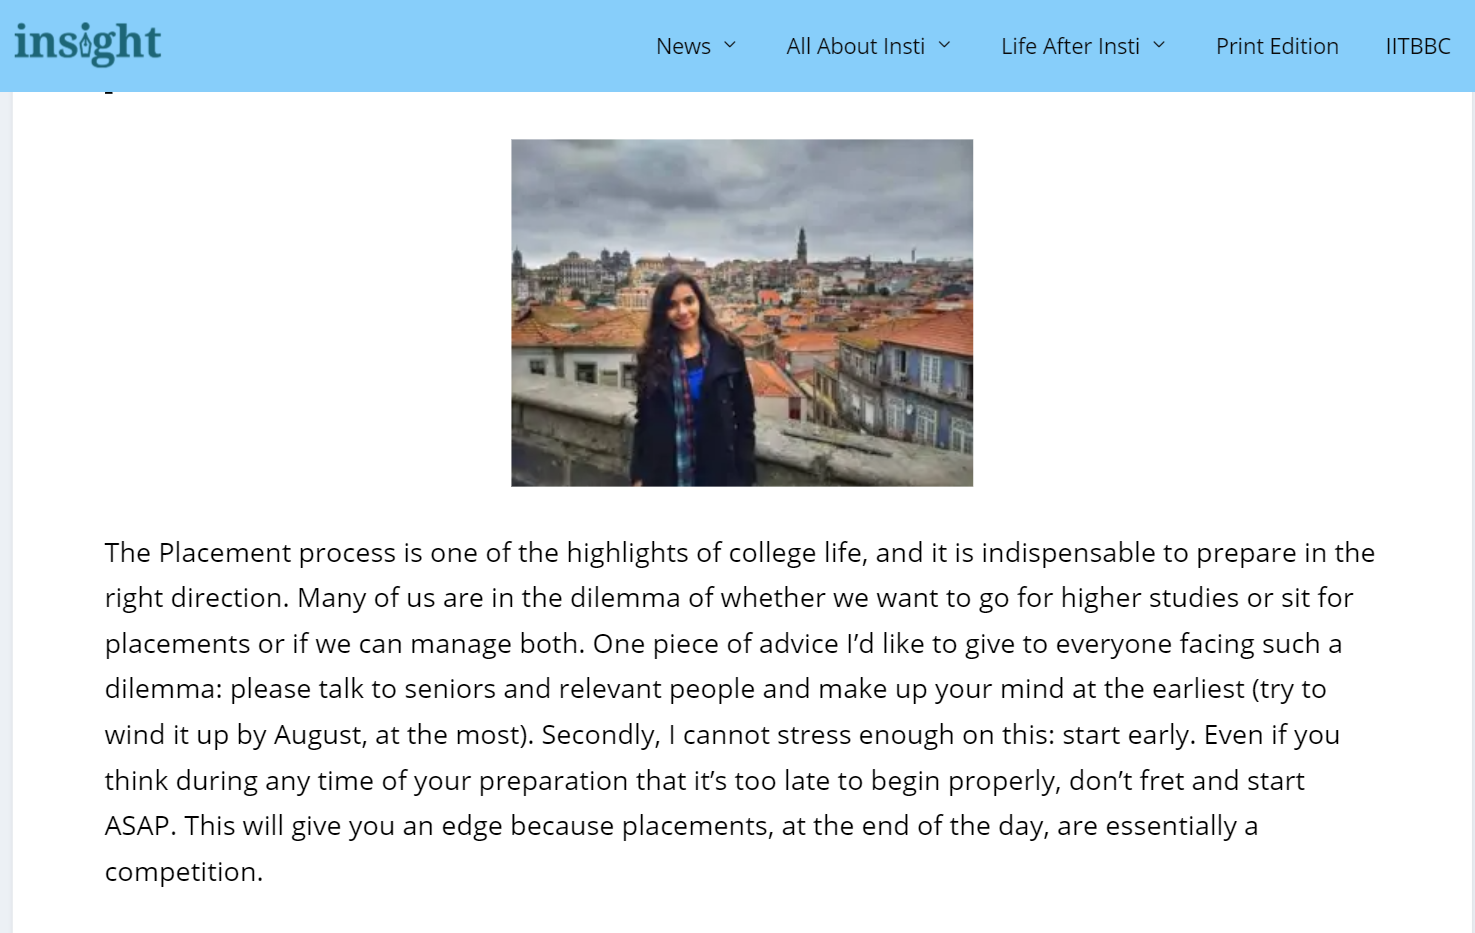 insight
News
All About Insti
Life After Insti
Print Edition
IITBBC
The Placement process is one of the highlights of college life, and it is indispensable to prepare in the
right direction. Many of us are in the dilemma of whether we want to go for higher studies or sit for
placements or if we can manage both. One piece of advice I’d like to give to everyone facing such a
dilemma: please talk to seniors and relevant people and make up your mind at the earliest (try to
wind it up by August, at the most). Secondly, I cannot stress enough on this: start early. Even if you
think during any time of your preparation that it’s too late to begin properly, don’t fret and start
ASAP. This will give you an edge because placements, at the end of the day, are essentially a
competition.